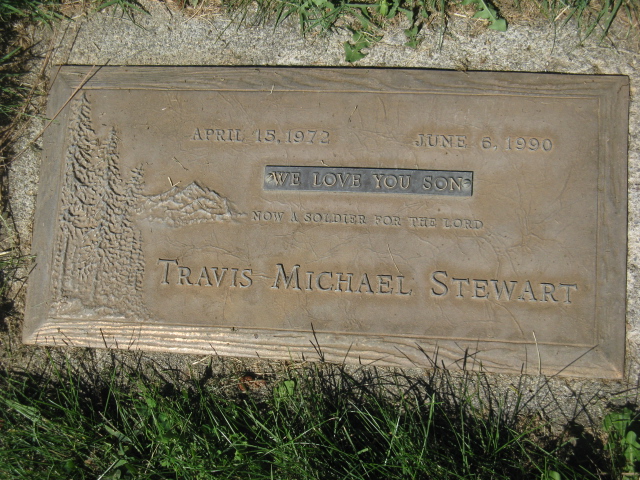 APRIL 15, 1972 JUNE 6, 1990
WE LOVE YOU SON
NOW A SOLDIER FOR THE LORD
TRAVIS MICHAEL STEWART